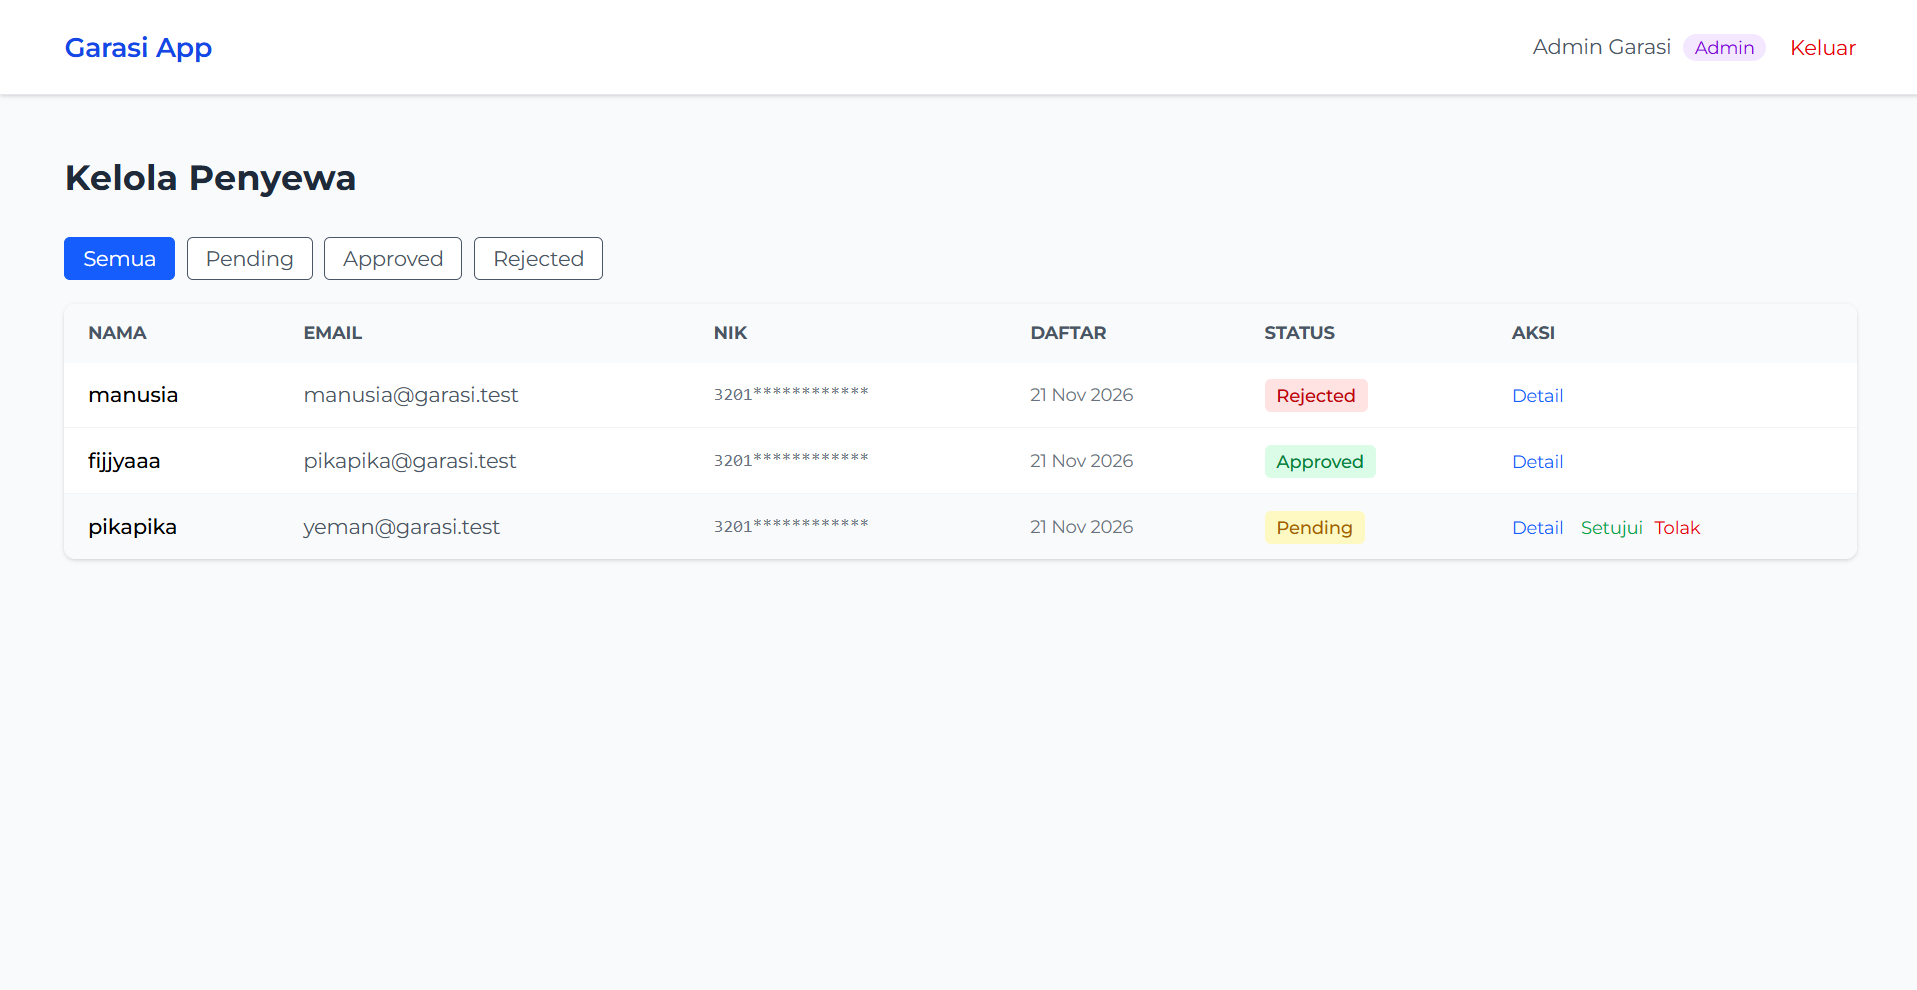 Garasi App
Admin Garasi Admin Keluar
Kelola Penyewa
Semua Pending Approved Rejected
NAMA EMAIL NIK DAFTAR STATUS AKSI
manusia manusia@garasi.test 3201************ 21 Nov 2026 Rejected Detail
fijjyaaa pikapika@garasi.test 3201************ 21 Nov 2026 Approved Detail
pikapika yeman@garasi.test 3201************ 21 Nov 2026 Pending Detail Setujui Tolak